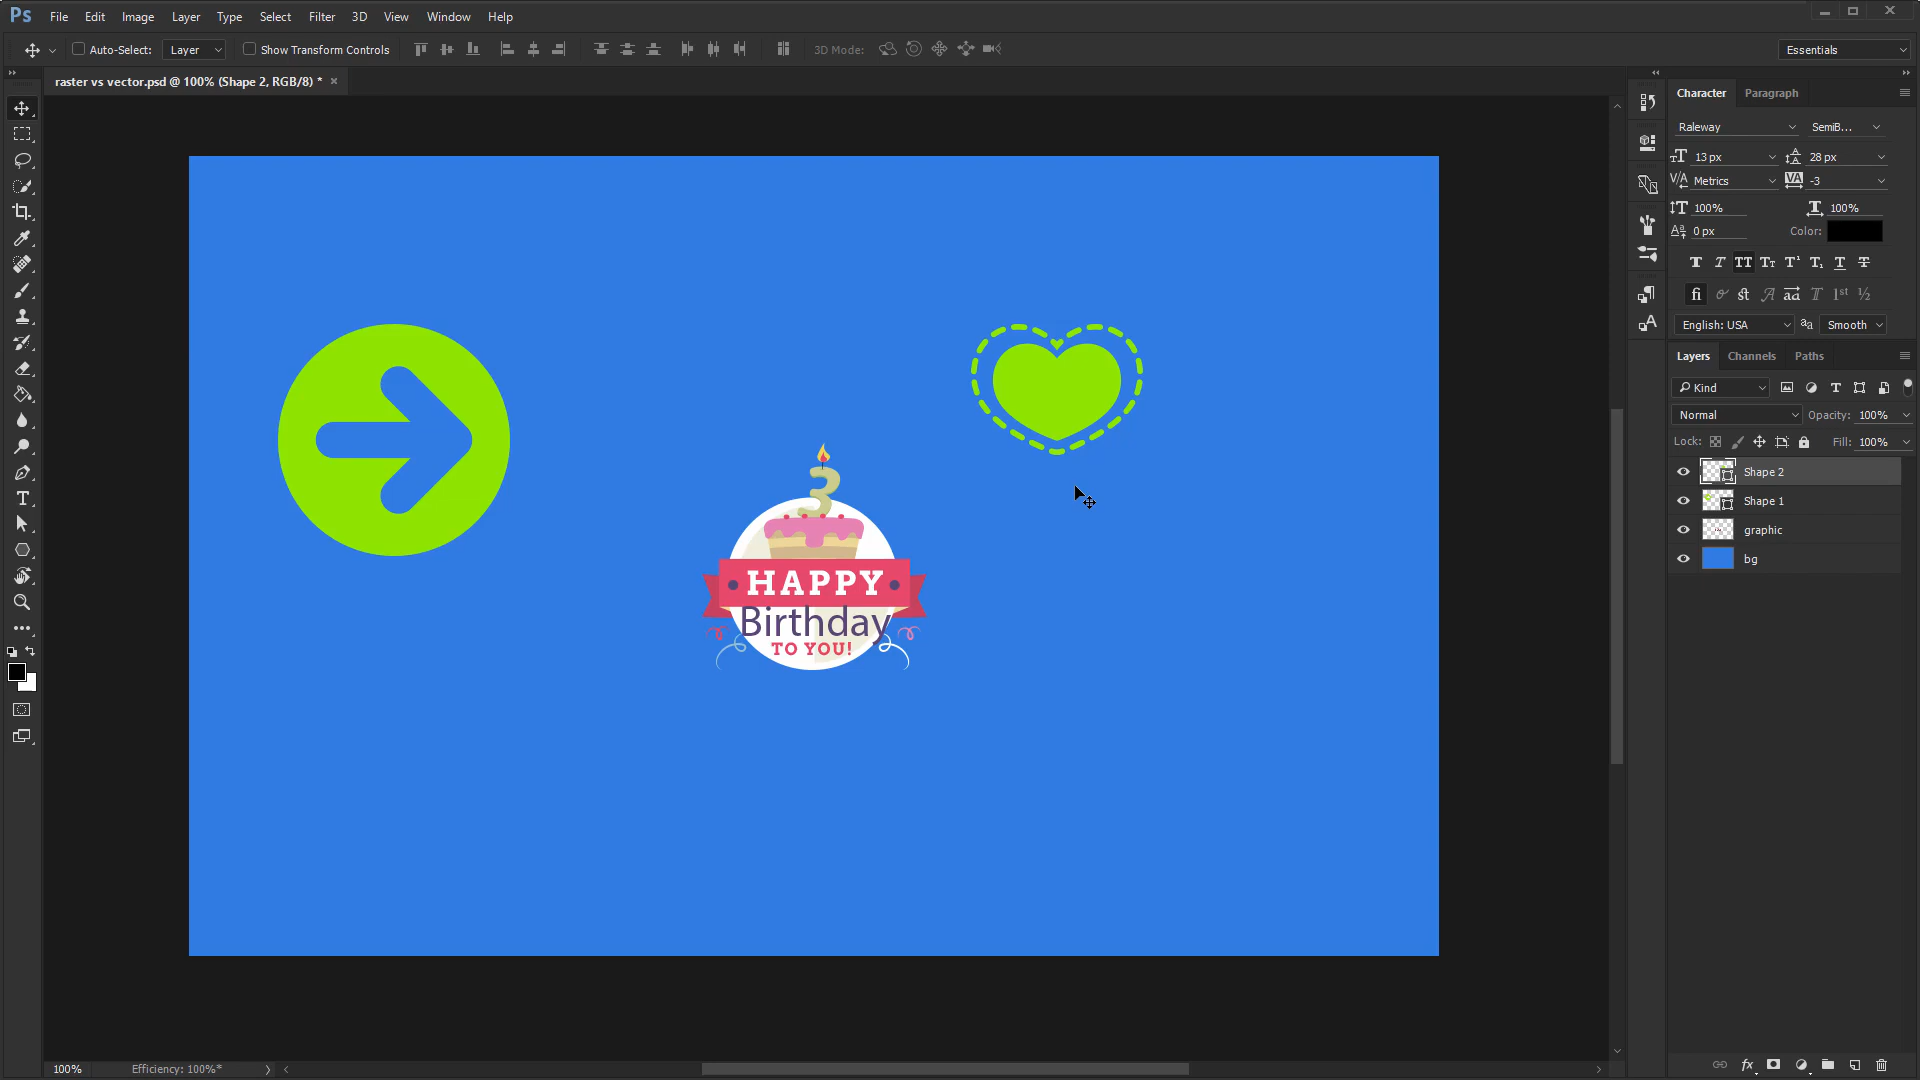 Ps File Edit Image Layer Type Select Filter 3D View Window Help
Auto-Select: Layer Show Transform Controls 3D Mode: Essentials
raster vs vector.psd @ 100% (Shape 2, RGB/8) * ×
Character Paragraph
Raleway SemiB...
13 px 28 px
Metrics -3
100% 100%
0 px Color:
English: USA Smooth
Layers Channels Paths
Kind
Normal Opacity: 100%
Lock: Fill: 100%
Shape 2
Shape 1
graphic
bg
3
HAPPY
Birthday
TO YOU!
100% Efficiency: 100%*